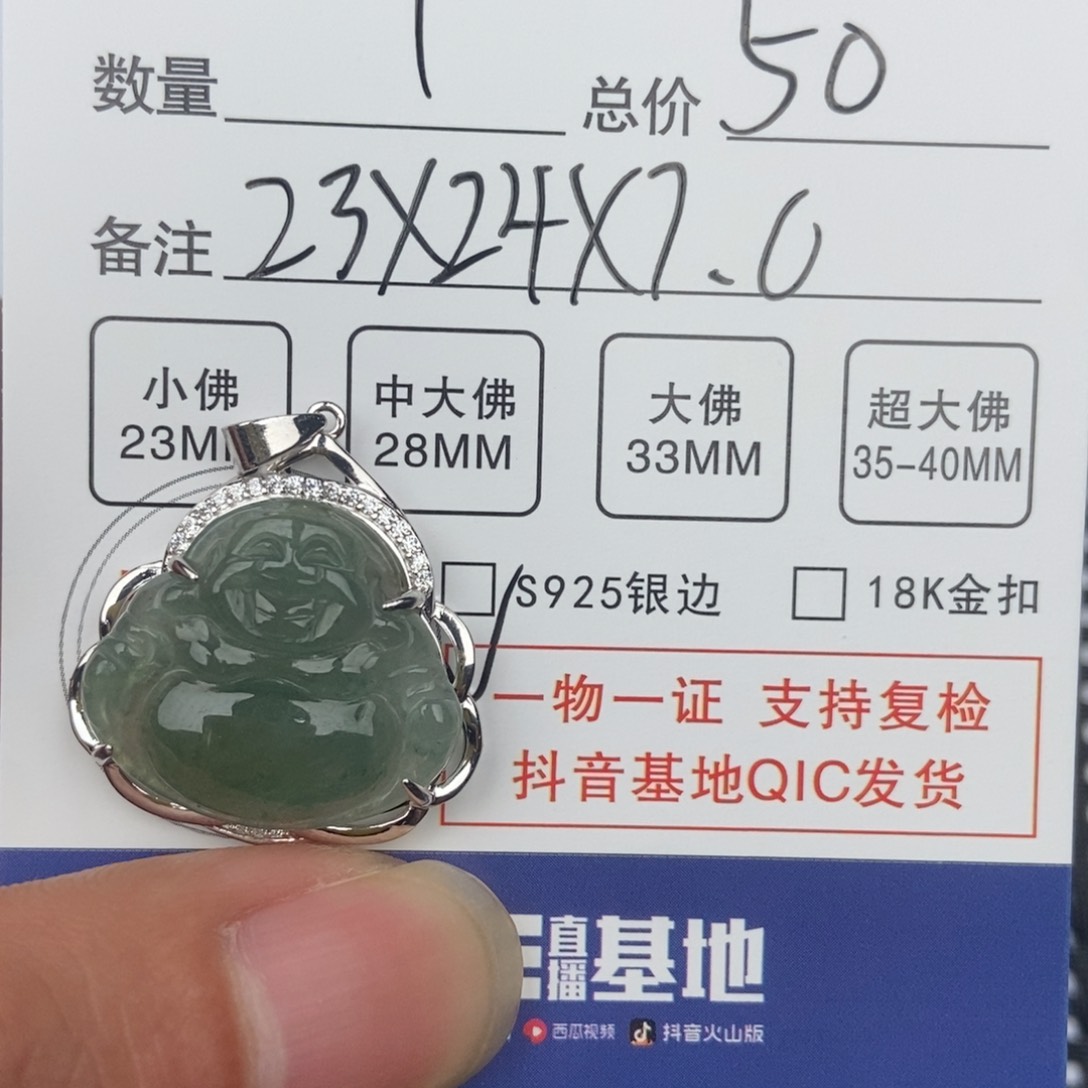 数量 1 总价 50
备注 23X24X7.0
小佛 中大佛 大佛 超大佛
23M 28MM 33MM 35-40MM
S925银边 18K金扣
一物一证 支持复检
抖音基地QIC发货
直播基地
西瓜视频 抖音火山版